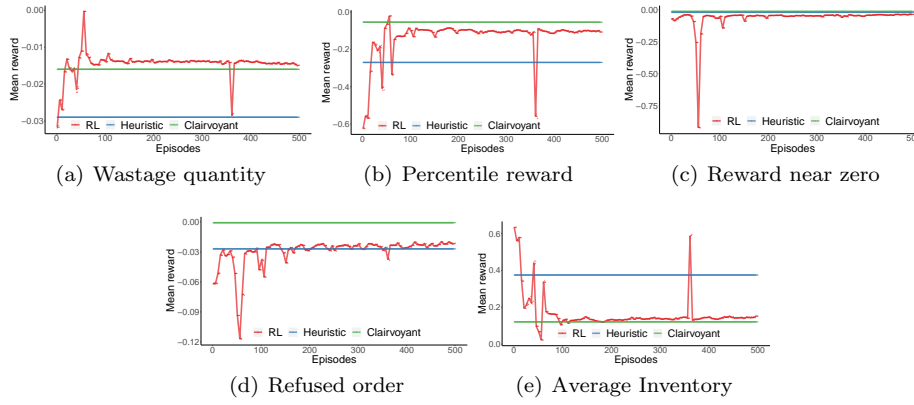 Mean reward
0.00
−0.01
−0.02
−0.03
RL Heuristic Clairvoyant
0 100 200 300 400 500
Episodes
(a) Wastage quantity
Mean reward
0.0
−0.2
−0.4
−0.6
RL Heuristic Clairvoyant
0 100 200 300 400 500
Episodes
(b) Percentile reward
Mean reward
0.00
−0.25
−0.50
−0.75
RL Heuristic Clairvoyant
0 100 200 300 400 500
Episodes
(c) Reward near zero
Mean reward
0.00
−0.03
−0.06
−0.09
−0.12
RL Heuristic Clairvoyant
0 100 200 300 400 500
Episodes
(d) Refused order
Mean reward
0.6
0.4
0.2
0.0
RL Heuristic Clairvoyant
0 100 200 300 400 500
Episodes
(e) Average Inventory